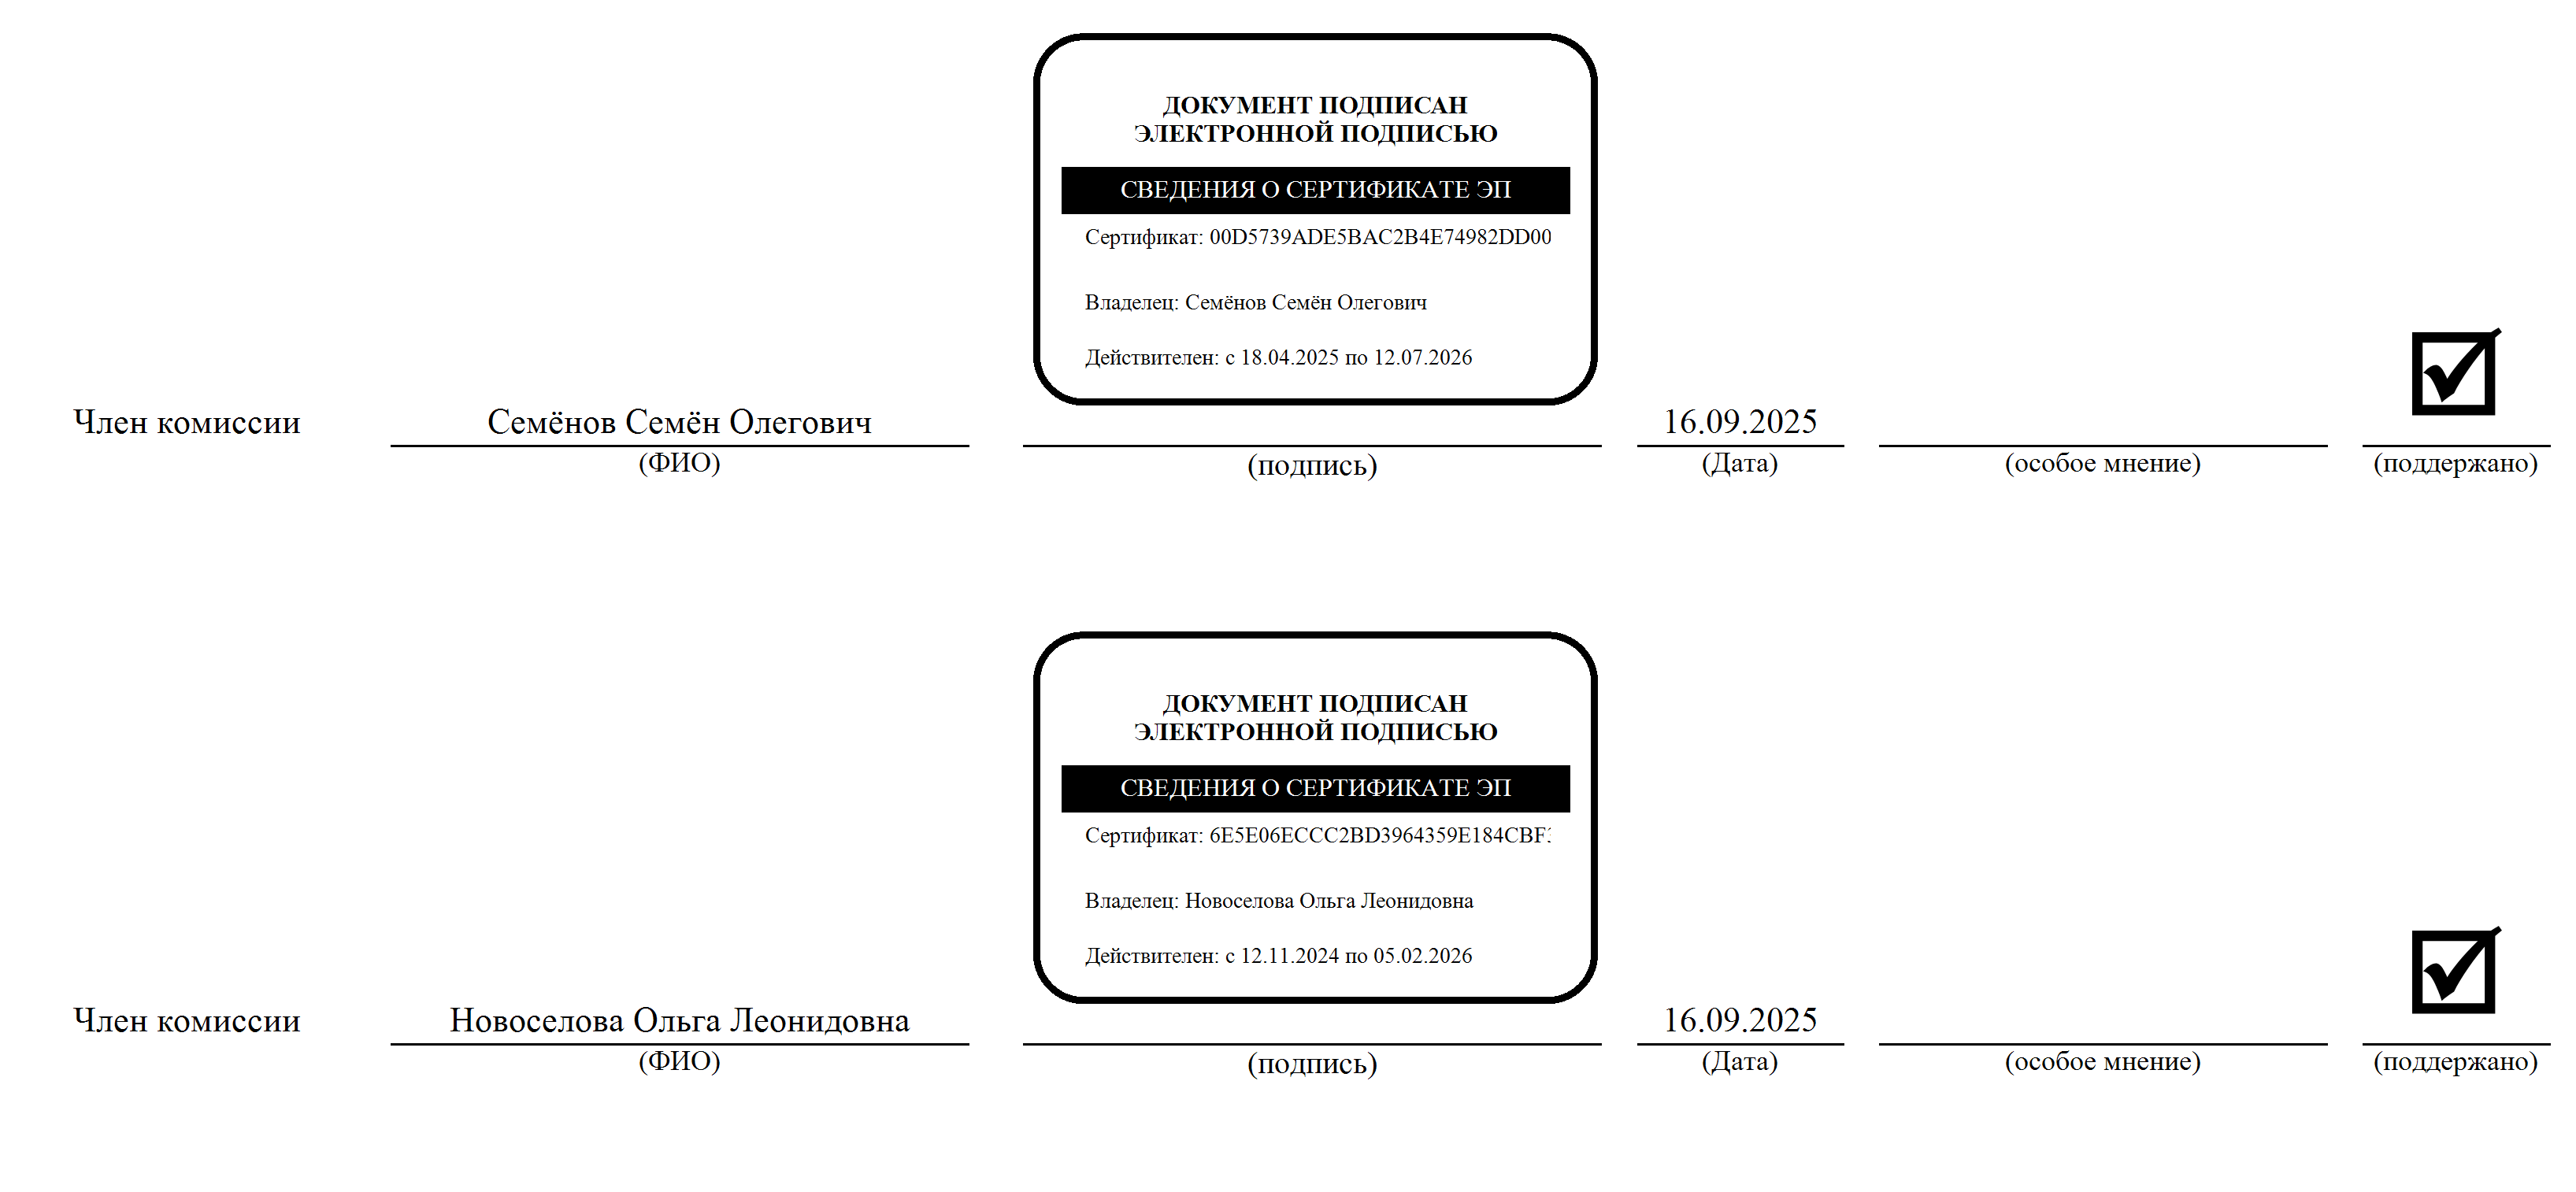 ДОКУМЕНТ ПОДПИСАН
ЭЛЕКТРОННОЙ ПОДПИСЬЮ
СВЕДЕНИЯ О СЕРТИФИКАТЕ ЭП
Сертификат: 00D5739ADE5BAC2B4E74982DD00
Владелец: Семёнов Семён Олегович
Действителен: с 18.04.2025 по 12.07.2026
Член комиссии Семёнов Семён Олегович 16.09.2025
(ФИО) (подпись) (Дата) (особое мнение) (поддержано)
ДОКУМЕНТ ПОДПИСАН
ЭЛЕКТРОННОЙ ПОДПИСЬЮ
СВЕДЕНИЯ О СЕРТИФИКАТЕ ЭП
Сертификат: 6E5E06ECCC2BD3964359E184CBF
Владелец: Новоселова Ольга Леонидовна
Действителен: с 12.11.2024 по 05.02.2026
Член комиссии Новоселова Ольга Леонидовна 16.09.2025
(ФИО) (подпись) (Дата) (особое мнение) (поддержано)